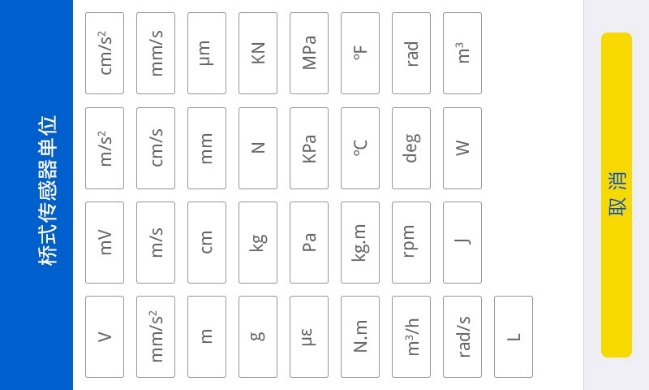 桥式传感器单位
V mV m/s² cm/s²
mm/s² m/s cm/s mm/s
m cm mm μm
g kg N KN
με Pa KPa MPa
N.m kg.m °C °F
m³/h rpm deg rad
rad/s J W m³
L
取 消